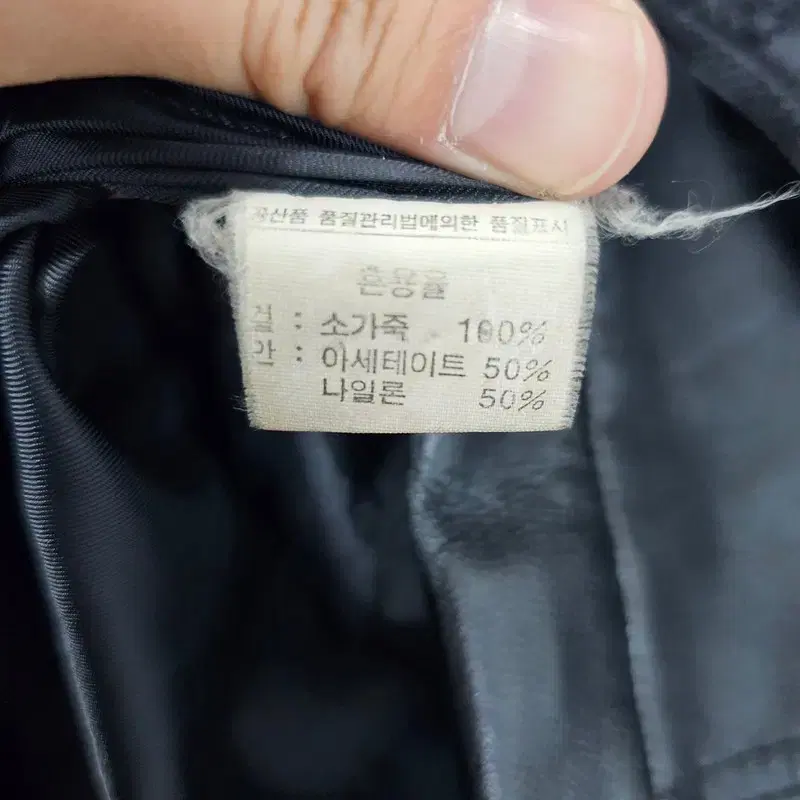 공산품 품질관리법에의한 품질표시
혼용율
겉 : 소가죽 100%
안 : 아세테이트 50%
나일론 50%